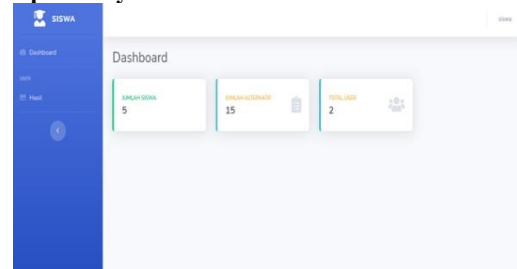 SISWA
siswa
Dashboard
Dashboard
Hasil
JUMLAH SISWA
5
JUMLAH ALTERNATIF
15
TOTAL USER
2